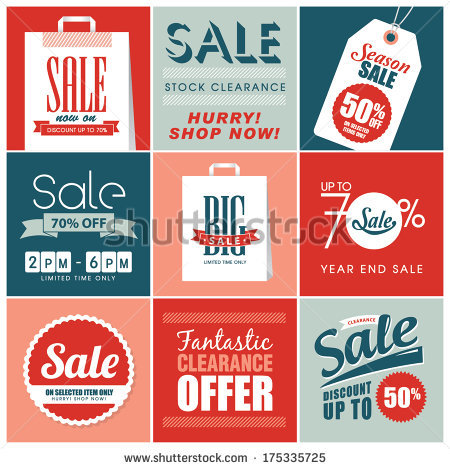 SALE
now on
DISCOUNT UP TO 70%
SALE
STOCK CLEARANCE
HURRY!
SHOP NOW!
Season
SALE
50%
OFF
ON SELECTED
ITEMS ONLY
Sale
70% OFF
2PM - 6PM
LIMITED TIME ONLY
BIG
SALE
LIMITED TIME ONLY
UP TO
70%
Sale
YEAR END SALE
Sale
ON SELECTED ITEM ONLY
HURRY! SHOP NOW!
Fantastic
CLEARANCE
OFFER
CLEARANCE
Sale
DISCOUNT
UP TO
50%
shutterstock
www.shutterstock.com · 175335725